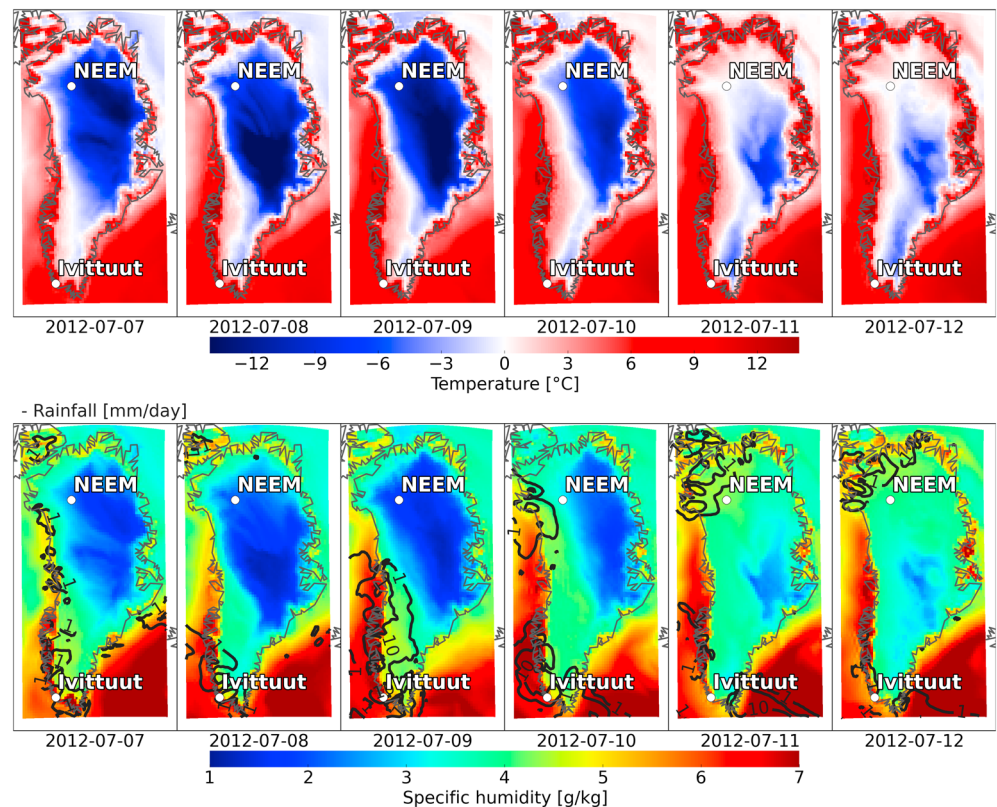 NEEM NEEM NEEM NEEM NEEM NEEM
Ivittuut Ivittuut Ivittuut Ivittuut Ivittuut Ivittuut
2012-07-07 2012-07-08 2012-07-09 2012-07-10 2012-07-11 2012-07-12
−12 −9 −6 −3 0 3 6 9 12
Temperature [°C]
- Rainfall [mm/day]
NEEM NEEM NEEM NEEM NEEM NEEM
10
Ivittuut Ivittuut Ivittuut Ivittuut Ivittuut Ivittuut
10
2012-07-07 2012-07-08 2012-07-09 2012-07-10 2012-07-11 2012-07-12
1 2 3 4 5 6 7
Specific humidity [g/kg]